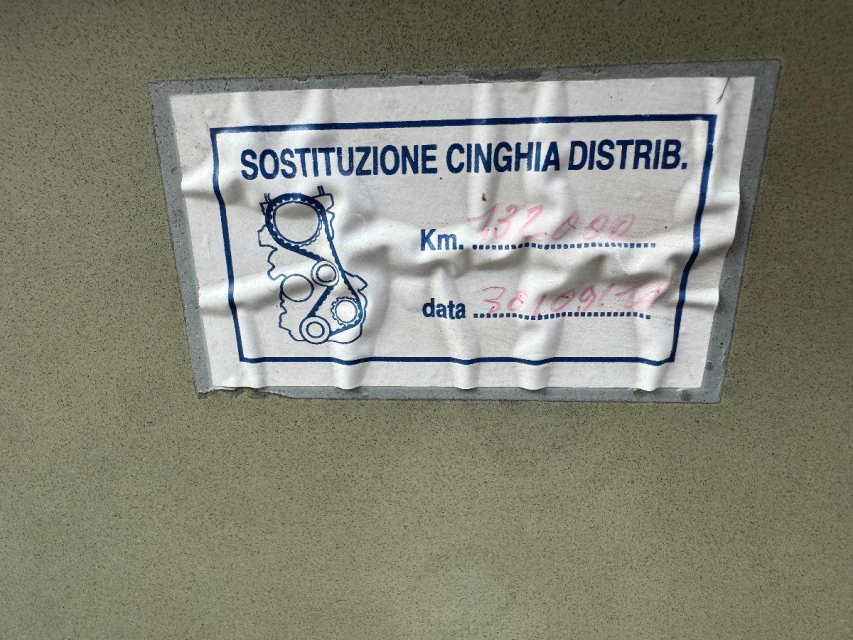 SOSTITUZIONE CINGHIA DISTRIB.
Km. 132.000
data